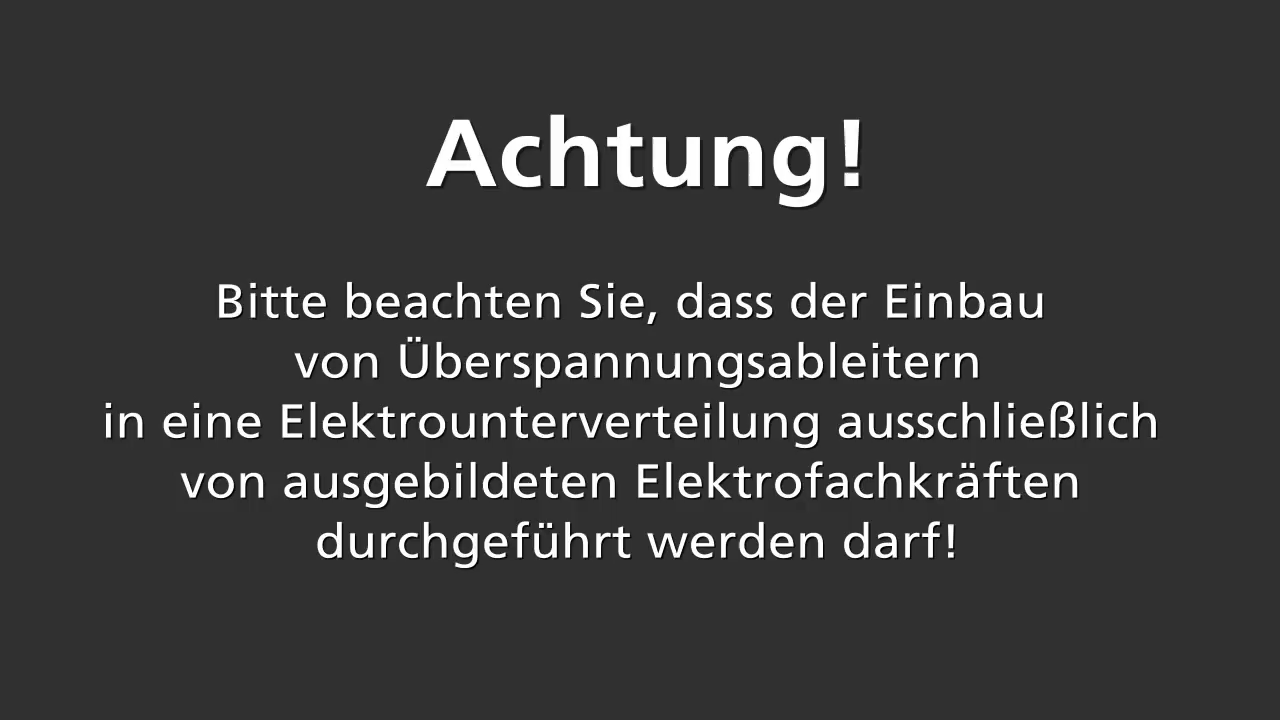 Achtung!
Bitte beachten Sie, dass der Einbau
von Überspannungsableitern
in eine Elektrounterverteilung ausschließlich
von ausgebildeten Elektrofachkräften
durchgeführt werden darf!